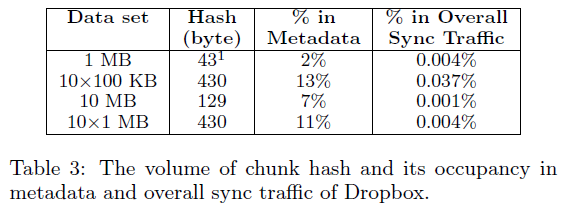 Data set Hash % in % in Overall
(byte) Metadata Sync Traffic
1 MB 43¹ 2% 0.004%
10×100 KB 430 13% 0.037%
10 MB 129 7% 0.001%
10×1 MB 430 11% 0.004%
Table 3: The volume of chunk hash and its occupancy in
metadata and overall sync traffic of Dropbox.